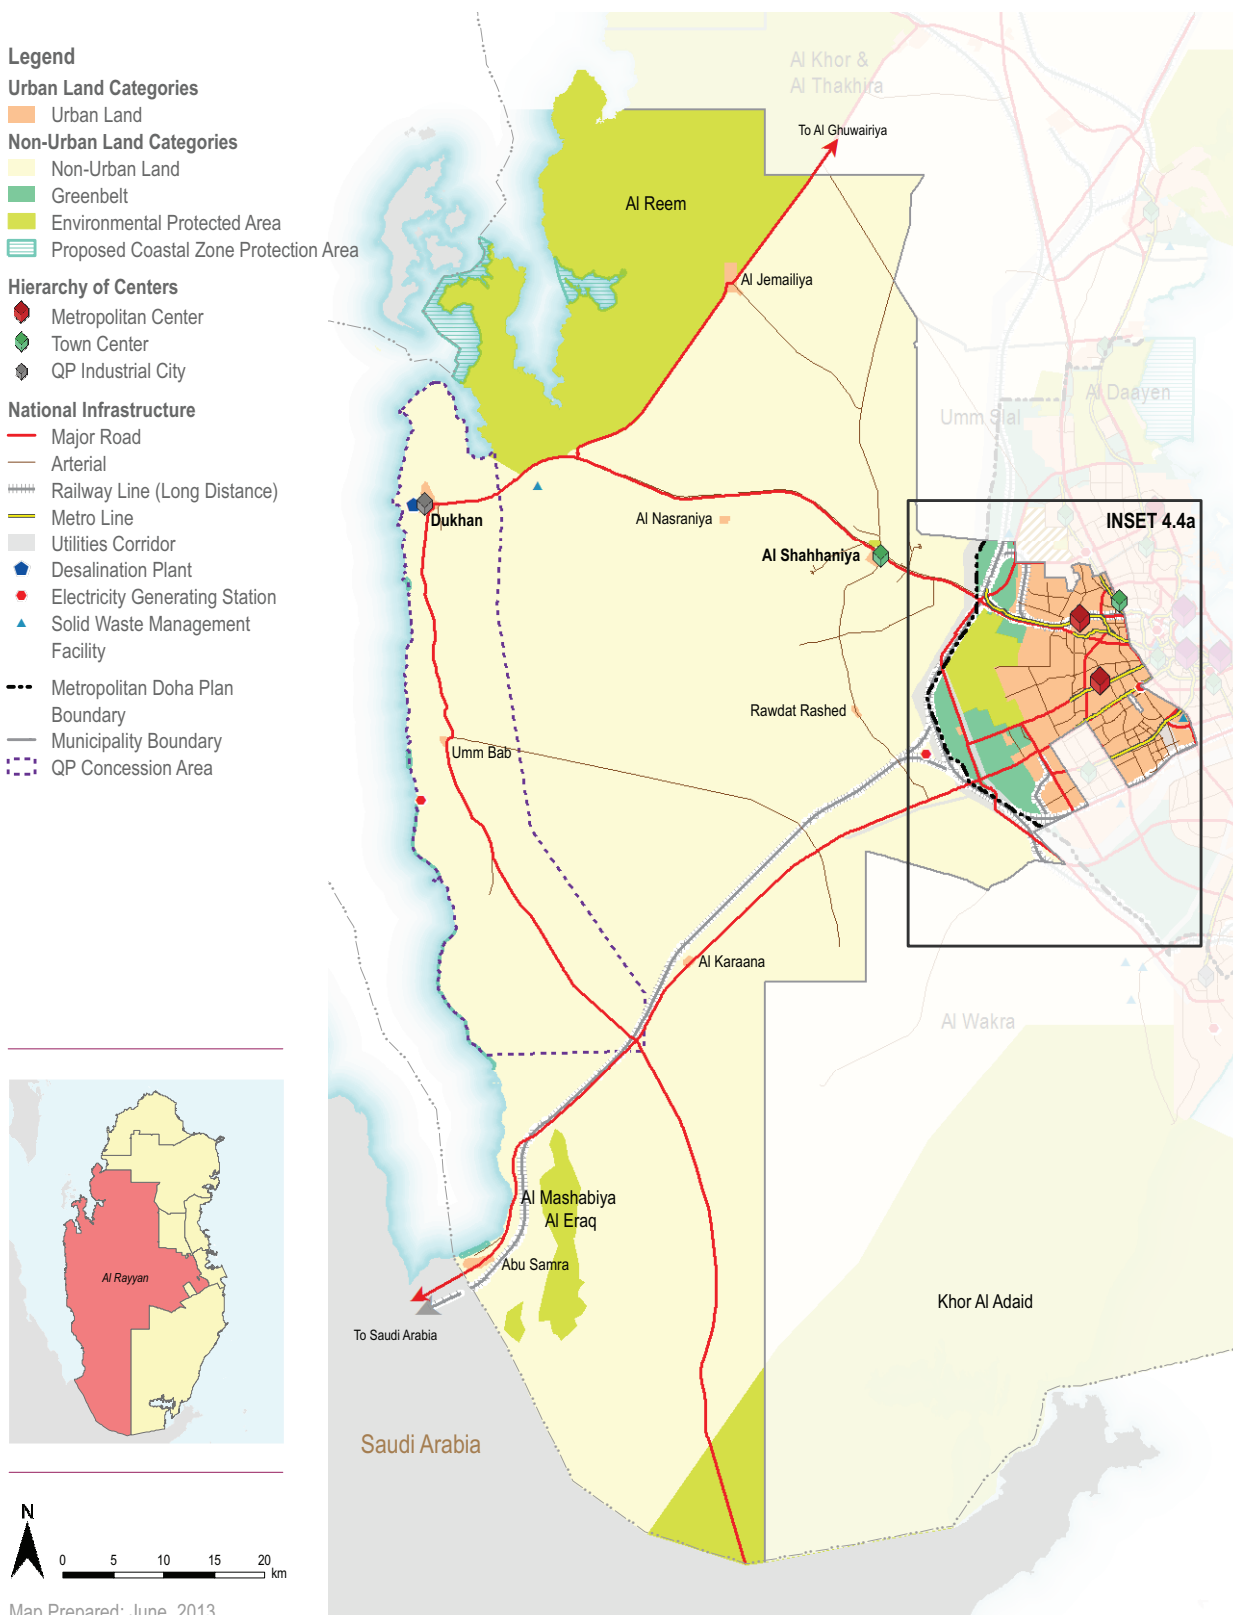 Legend
Urban Land Categories
Urban Land
Non-Urban Land Categories
Non-Urban Land
Greenbelt
Environmental Protected Area
Proposed Coastal Zone Protection Area
Hierarchy of Centers
Metropolitan Center
Town Center
QP Industrial City
National Infrastructure
Major Road
Arterial
Railway Line (Long Distance)
Metro Line
Utilities Corridor
Desalination Plant
Electricity Generating Station
Solid Waste Management
Facility
Metropolitan Doha Plan
Boundary
Municipality Boundary
QP Concession Area
Al Khor &
Al Thakhira
To Al Ghuwairiya
Al Reem
Al Jemailiya
Al Daayen
Umm Slal
INSET 4.4a
Dukhan
Al Nasraniya
Al Shahhaniya
Rawdat Rashed
Umm Bab
Al Karaana
Al Wakra
Al Mashabiya
Al Eraq
Abu Samra
To Saudi Arabia
Khor Al Adaid
Saudi Arabia
Al Rayyan
N
0 5 10 15 20
km
Map Prepared: June, 2013